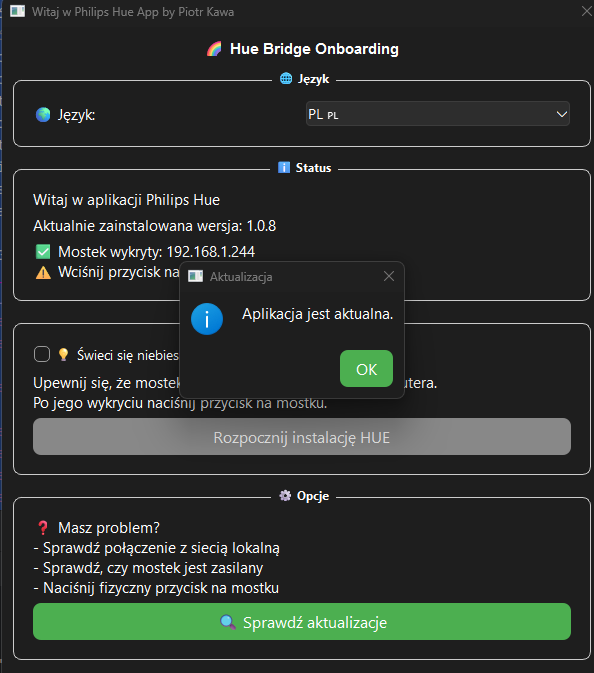 Witaj w Philips Hue App by Piotr Kawa
Hue Bridge Onboarding
Język
Język:
PL PL
Status
Witaj w aplikacji Philips Hue
Aktualnie zainstalowana wersja: 1.0.8
Mostek wykryty: 192.168.1.244
Wciśnij przycisk na
Aktualizacja
Aplikacja jest aktualna.
OK
Świeci się niebies
Upewnij się, że mostek utera.
Po jego wykryciu naciśnij przycisk na mostku.
Rozpocznij instalację HUE
Opcje
Masz problem?
- Sprawdź połączenie z siecią lokalną
- Sprawdź, czy mostek jest zasilany
- Naciśnij fizyczny przycisk na mostku
Sprawdź aktualizacje